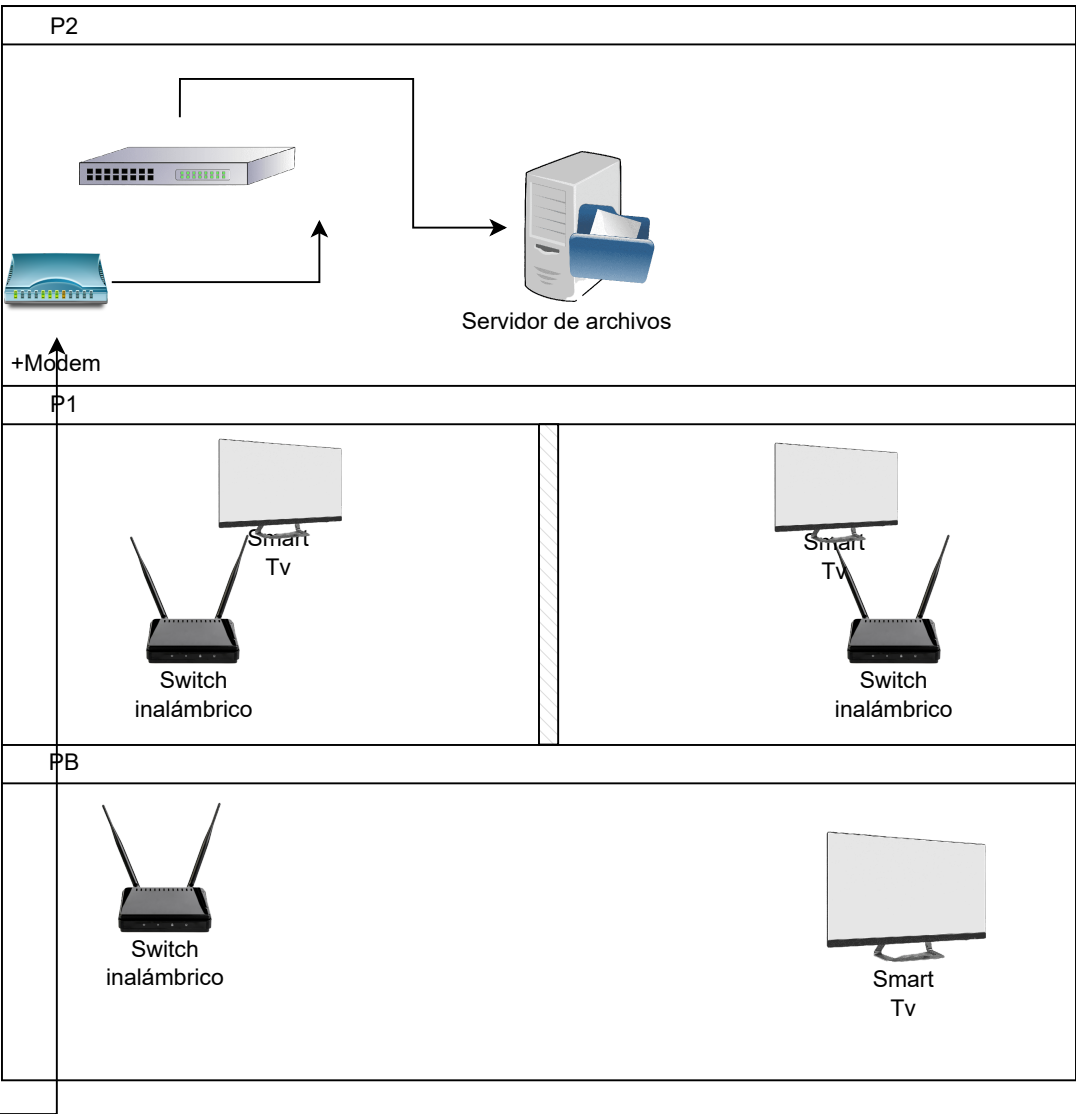 P2
Servidor de archivos
+Modem
P1
Smart
Tv
Smart
Tv
Switch
inalámbrico
Switch
inalámbrico
PB
Switch
inalámbrico
Smart
Tv